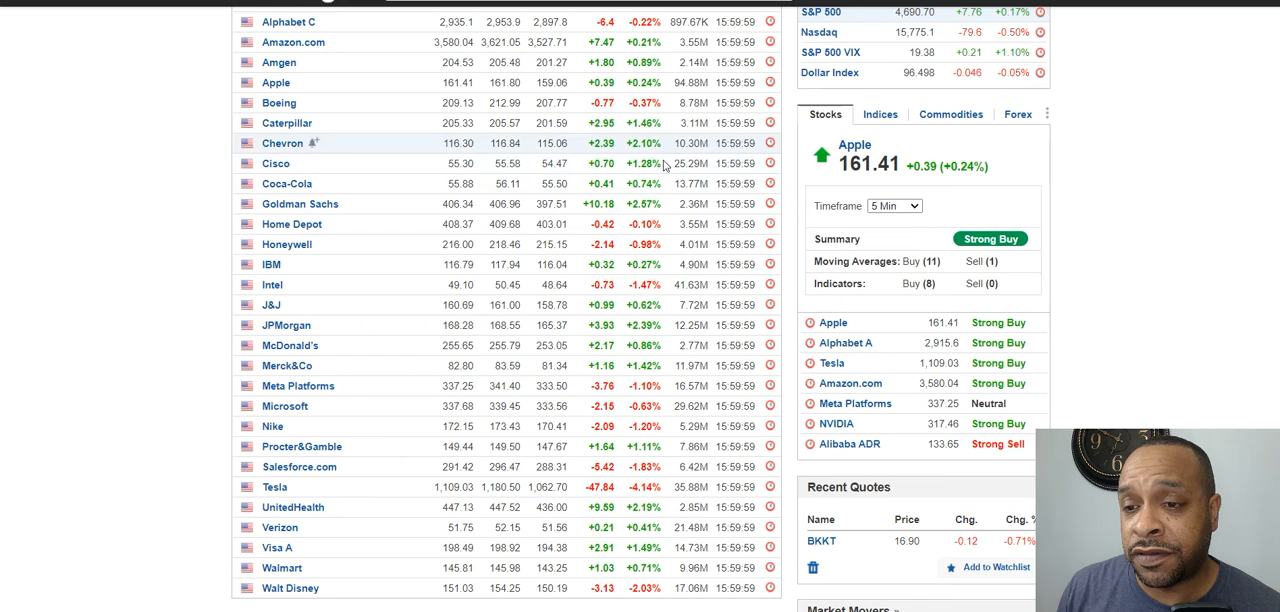 Alphabet C 2,935.1 2,953.9 2,897.8 -6.4 -0.22% 897.67K 15:59:59
Amazon.com 3,580.04 3,621.05 3,527.71 +7.47 +0.21% 3.55M 15:59:59
Amgen 204.53 205.48 201.27 +1.80 +0.89% 2.14M 15:59:59
Apple 161.41 161.80 159.06 +0.39 +0.24% 94.88M 15:59:59
Boeing 209.13 212.99 207.77 -0.77 -0.37% 8.78M 15:59:59
Caterpillar 205.33 205.57 201.59 +2.95 +1.46% 3.11M 15:59:59
Chevron 116.30 116.84 115.06 +2.39 +2.10% 10.30M 15:59:59
Cisco 55.30 55.58 54.47 +0.70 +1.28% 25.29M 15:59:59
Coca-Cola 55.88 56.11 55.50 +0.41 +0.74% 13.77M 15:59:59
Goldman Sachs 406.34 406.96 397.51 +10.18 +2.57% 2.36M 15:59:59
Home Depot 408.37 409.68 403.01 -0.42 -0.10% 3.55M 15:59:59
Honeywell 216.00 218.46 215.15 -2.14 -0.98% 4.01M 15:59:59
IBM 116.79 117.94 116.04 +0.32 +0.27% 4.90M 15:59:59
Intel 49.10 50.45 48.64 -0.73 -1.47% 41.63M 15:59:59
J&J 160.69 161.00 158.78 +0.99 +0.62% 7.72M 15:59:59
JPMorgan 168.28 168.55 165.37 +3.93 +2.39% 12.25M 15:59:59
McDonald's 255.65 255.79 253.05 +2.17 +0.86% 2.77M 15:59:59
Merck&Co 82.80 83.59 81.34 +1.16 +1.42% 11.97M 15:59:59
Meta Platforms 337.25 341.40 333.50 -3.76 -1.10% 16.57M 15:59:59
Microsoft 337.68 339.45 333.56 -2.15 -0.63% 29.62M 15:59:59
Nike 172.15 173.43 170.41 -2.09 -1.20% 5.29M 15:59:59
Procter&Gamble 149.44 149.50 147.67 +1.64 +1.11% 7.86M 15:59:59
Salesforce.com 291.42 296.47 288.31 -5.42 -1.83% 6.42M 15:59:59
Tesla 1,109.03 1,180.50 1,062.70 -47.84 -4.14% 35.88M 15:59:59
UnitedHealth 447.13 447.52 436.00 +9.59 +2.19% 2.85M 15:59:59
Verizon 51.75 52.15 51.56 +0.21 +0.41% 21.48M 15:59:59
Visa A 198.49 198.92 194.38 +2.91 +1.49% 14.73M 15:59:59
Walmart 145.81 145.98 143.25 +1.03 +0.71% 8.96M 15:59:59
Walt Disney 151.03 154.25 150.19 -3.13 -2.03% 17.06M 15:59:59
S&P 500 4,690.70 +7.76 +0.17%
Nasdaq 15,775.1 -79.6 -0.50%
S&P 500 VIX 19.38 +0.21 +1.10%
Dollar Index 96.498 -0.046 -0.05%
Stocks Indices Commodities Forex
Apple
161.41 +0.39 (+0.24%)
Timeframe 5 Min
Summary Strong Buy
Moving Averages: Buy (11) Sell (1)
Indicators: Buy (8) Sell (0)
Apple 161.41 Strong Buy
Alphabet A 2,915.6 Strong Buy
Tesla 1,109.03 Strong Buy
Amazon.com 3,580.04 Strong Buy
Meta Platforms 337.25 Neutral
NVIDIA 317.46 Strong Buy
Alibaba ADR 133.65 Strong Sell
Recent Quotes
Name Price Chg. Chg. %
BKKT 16.90 -0.12 -0.71%
Add to Watchlist
Market Movers »